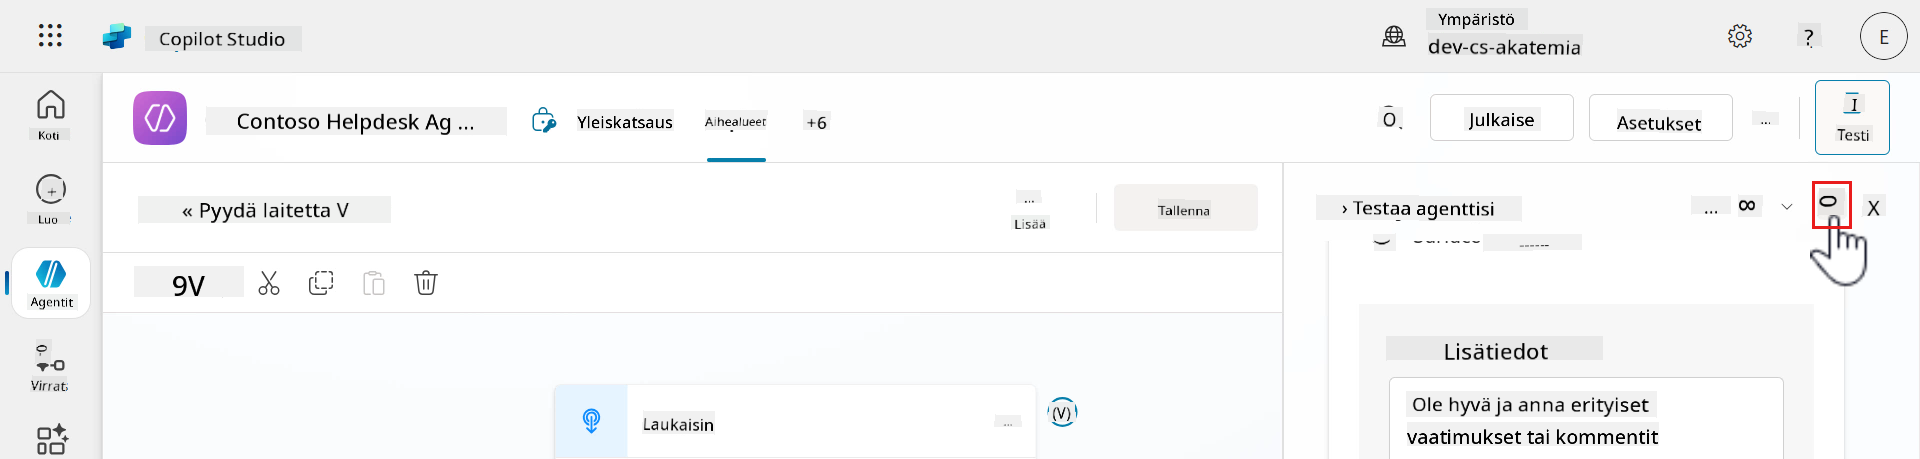 Copilot Studio
Ympäristö
dev-cs-akatemia
?
E
Koti
Contoso Helpdesk Ag ...
Yleiskatsaus
Aihealueet
+6
Julkaise
Asetukset
...
Testi
Luo
« Pyydä laitetta V
...
Lisää
Tallenna
› Testaa agenttisi
...
X
Agentit
9V
Virrat
Lisätiedot
Laukaisin
...
(V)
Ole hyvä ja anna erityiset
vaatimukset tai kommentit